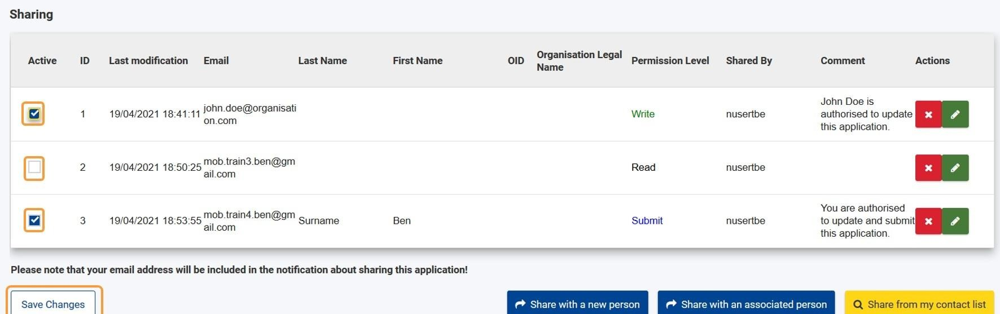 Sharing
Active ID Last modification Email Last Name First Name OID Organisation Legal Name Permission Level Shared By Comment Actions
1 19/04/2021 18:41:11 john.doe@organisati
on.com Write nusertbe John Doe is
authorised to update
this application.
2 19/04/2021 18:50:25 mob.train3.ben@gm
ail.com Read nusertbe
3 19/04/2021 18:53:55 mob.train4.ben@gm
ail.com Surname Ben Submit nusertbe You are authorised
to update and submit
this application.
Please note that your email address will be included in the notification about sharing this application!
Save Changes Share with a new person Share with an associated person Share from my contact list